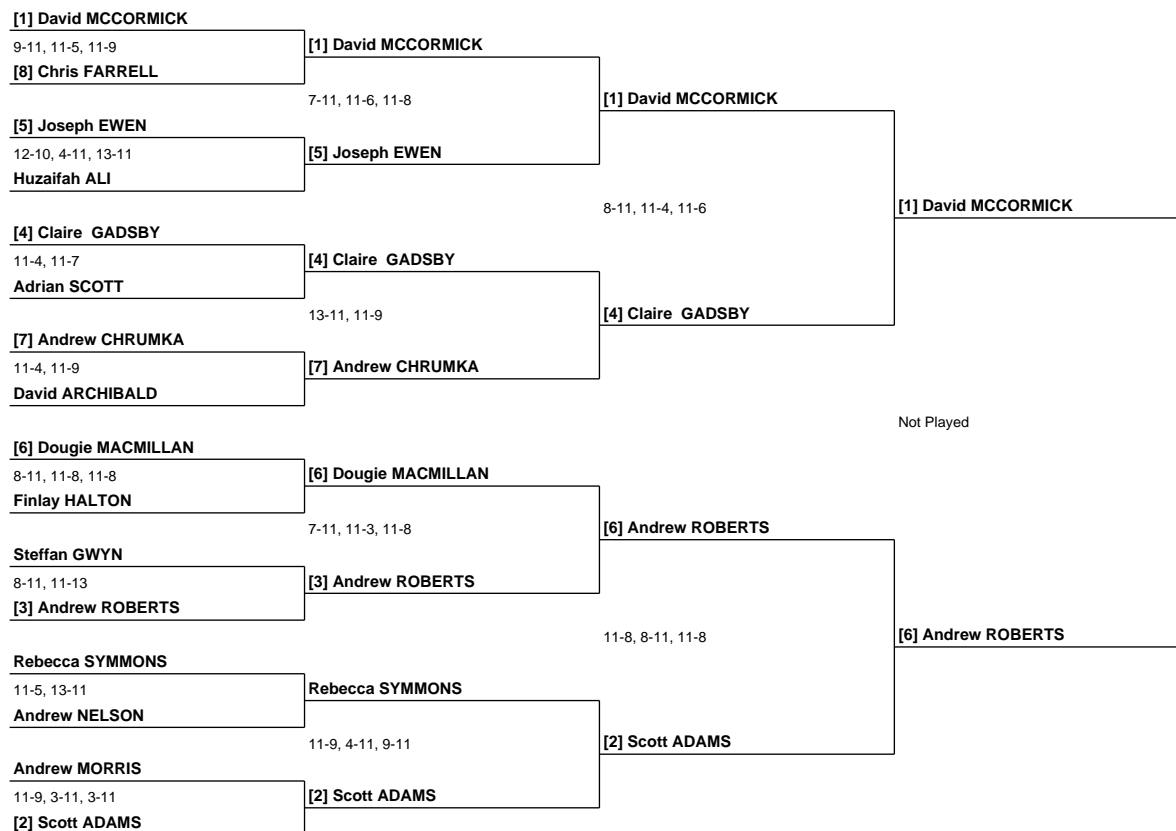 [1] David MCCORMICK
9-11, 11-5, 11-9
[8] Chris FARRELL
[1] David MCCORMICK
7-11, 11-6, 11-8
[1] David MCCORMICK
[5] Joseph EWEN
12-10, 4-11, 13-11
Huzaifah ALI
[5] Joseph EWEN
8-11, 11-4, 11-6
[1] David MCCORMICK
[4] Claire  GADSBY
11-4, 11-7
Adrian SCOTT
[4] Claire  GADSBY
13-11, 11-9
[4] Claire  GADSBY
[7] Andrew CHRUMKA
11-4, 11-9
David ARCHIBALD
[7] Andrew CHRUMKA
Not Played
[6] Dougie MACMILLAN
8-11, 11-8, 11-8
Finlay HALTON
[6] Dougie MACMILLAN
7-11, 11-3, 11-8
[6] Andrew ROBERTS
Steffan GWYN
8-11, 11-13
[3] Andrew ROBERTS
[3] Andrew ROBERTS
11-8, 8-11, 11-8
[6] Andrew ROBERTS
Rebecca SYMMONS
11-5, 13-11
Andrew NELSON
Rebecca SYMMONS
11-9, 4-11, 9-11
[2] Scott ADAMS
Andrew MORRIS
11-9, 3-11, 3-11
[2] Scott ADAMS
[2] Scott ADAMS